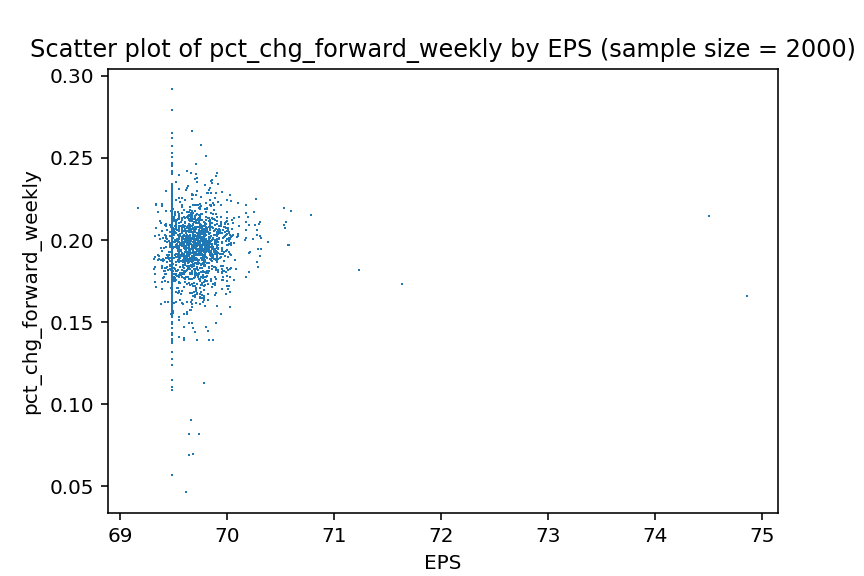 Scatter plot of pct_chg_forward_weekly by EPS (sample size = 2000)
0.30
0.25
0.20
0.15
0.10
0.05
pct_chg_forward_weekly
69 70 71 72 73 74 75
EPS